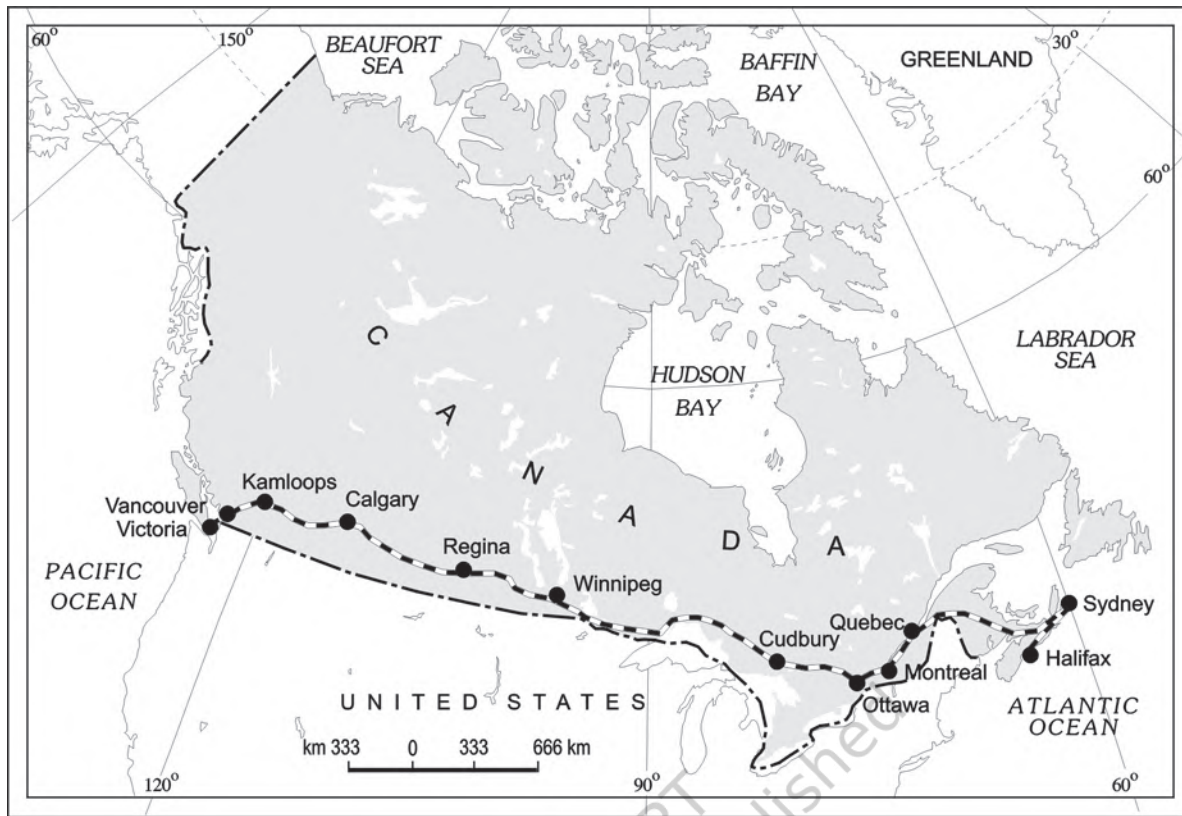 60°
150°
BEAUFORT
SEA
BAFFIN
BAY
GREENLAND
30°
60°
LABRADOR
SEA
HUDSON
BAY
C A N A D A
Kamloops
Vancouver
Victoria
Calgary
Regina
Winnipeg
PACIFIC
OCEAN
Cudbury
Quebec
Sydney
Montreal
Halifax
Ottawa
UNITED STATES
ATLANTIC
OCEAN
km 333 0 333 666 km
120°
90°
60°